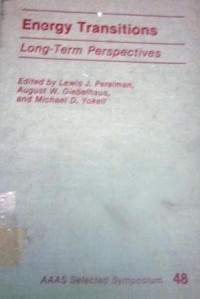 Energy Transitions
Long-Term Perspectives
Edited by Lewis J. Perelman,
August W. Giebelhaus,
and Michael D. Yokell
AAAS Selected Symposium 48